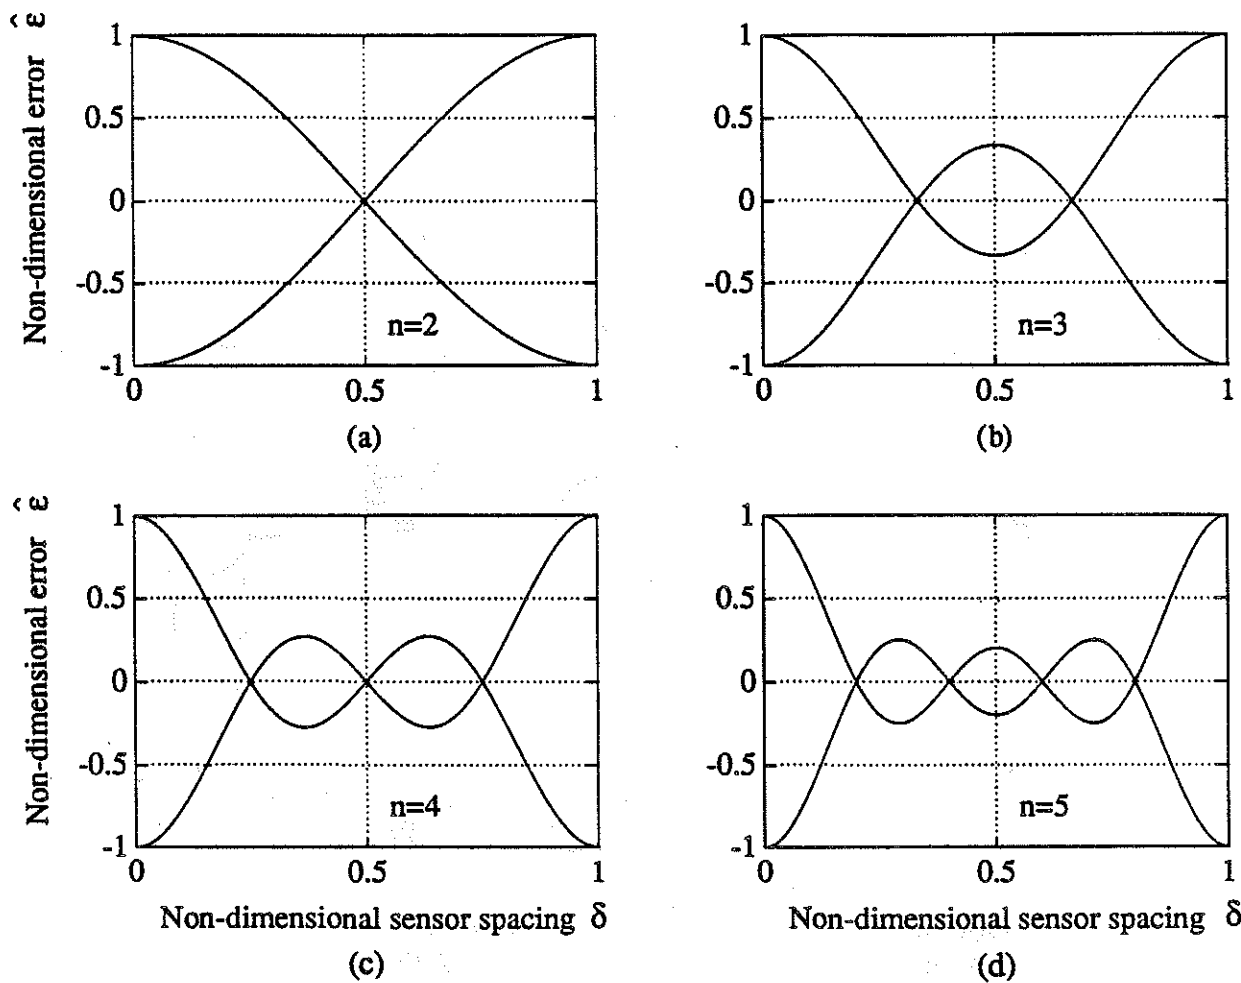 Non-dimensional error ε̂
1
0.5
0
-0.5
-1
0 0.5 1
n=2
(a)
1
0.5
0
-0.5
-1
0 0.5 1
n=3
(b)
Non-dimensional error ε̂
1
0.5
0
-0.5
-1
0 0.5 1
n=4
Non-dimensional sensor spacing δ
(c)
1
0.5
0
-0.5
-1
0 0.5 1
n=5
Non-dimensional sensor spacing δ
(d)